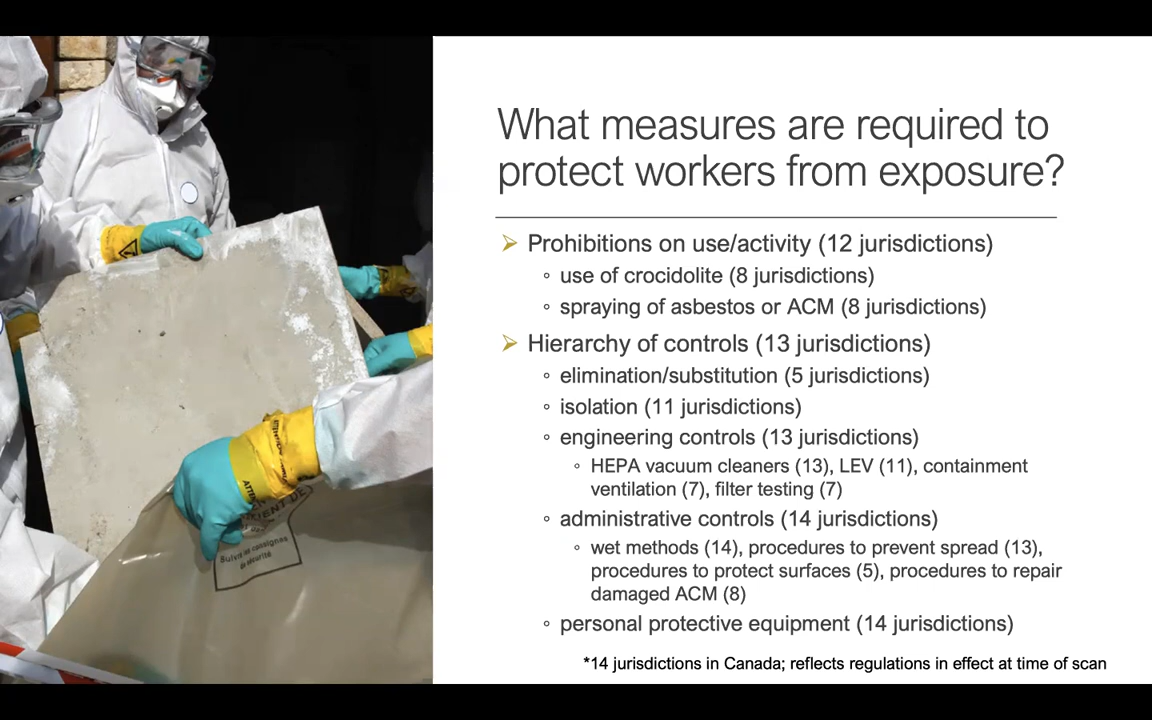 What measures are required to
protect workers from exposure?
➢ Prohibitions on use/activity (12 jurisdictions)
◦ use of crocidolite (8 jurisdictions)
◦ spraying of asbestos or ACM (8 jurisdictions)
➢ Hierarchy of controls (13 jurisdictions)
◦ elimination/substitution (5 jurisdictions)
◦ isolation (11 jurisdictions)
◦ engineering controls (13 jurisdictions)
◦ HEPA vacuum cleaners (13), LEV (11), containment
ventilation (7), filter testing (7)
◦ administrative controls (14 jurisdictions)
◦ wet methods (14), procedures to prevent spread (13),
procedures to protect surfaces (5), procedures to repair
damaged ACM (8)
◦ personal protective equipment (14 jurisdictions)
*14 jurisdictions in Canada; reflects regulations in effect at time of scan
de sécurité